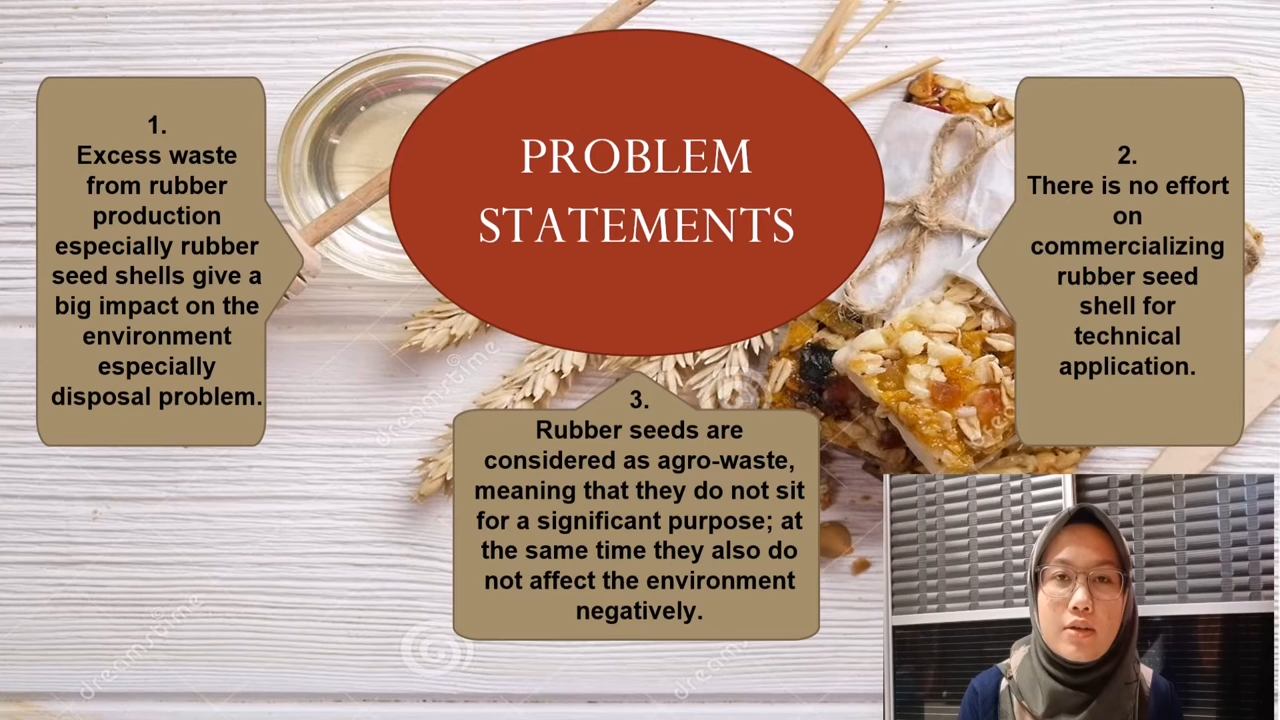 PROBLEM
STATEMENTS
1.
Excess waste
from rubber
production
especially rubber
seed shells give a
big impact on the
environment
especially
disposal problem.
2.
There is no effort
on
commercializing
rubber seed
shell for
technical
application.
3.
Rubber seeds are
considered as agro-waste,
meaning that they do not sit
for a significant purpose; at
the same time they also do
not affect the environment
negatively.
dreamstime
dreamstime
dreamstime